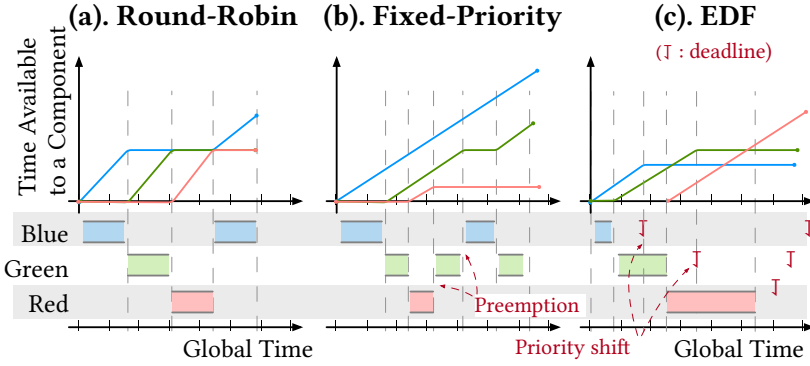 (a). Round-Robin
(b). Fixed-Priority
(c). EDF
( : deadline)
Time Available
to a Component
Blue
Green
Red
Preemption
Priority shift
Global Time
Global Time